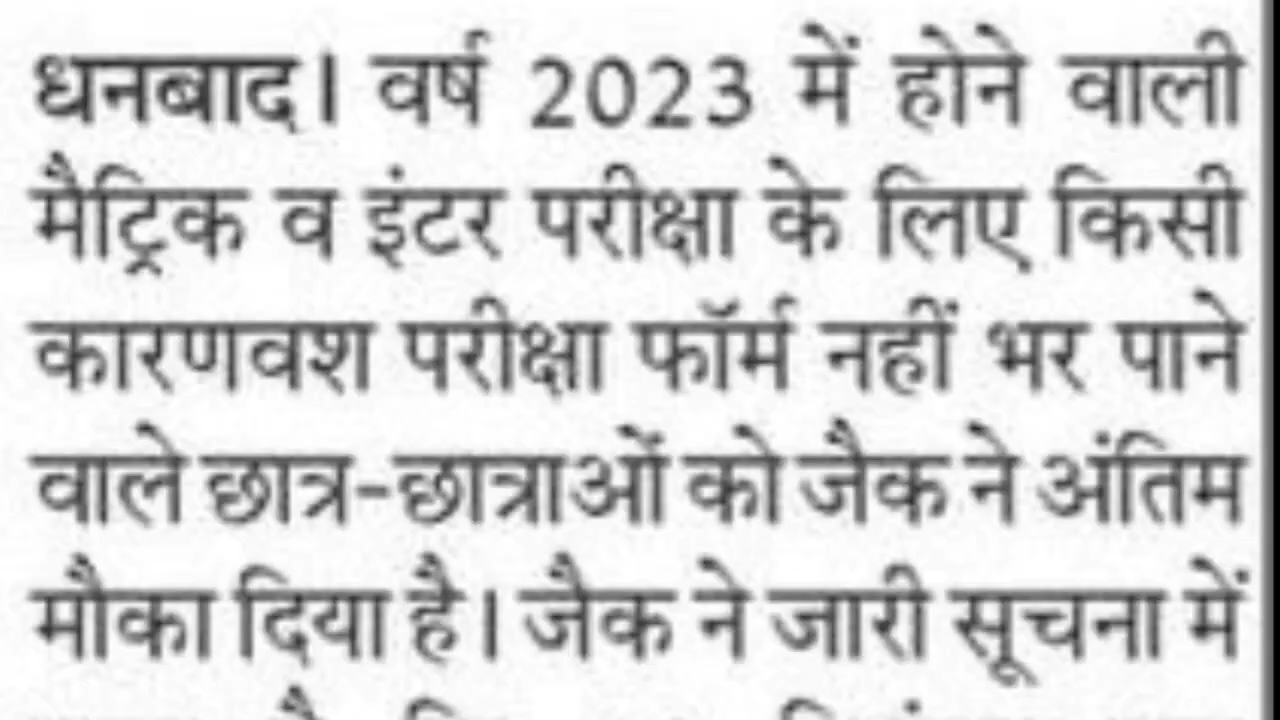 धनबाद। वर्ष 2023 में होने वाली
मैट्रिक व इंटर परीक्षा के लिए किसी
कारणवश परीक्षा फॉर्म नहीं भर पाने
वाले छात्र-छात्राओं को जैक ने अंतिम
मौका दिया है। जैक ने जारी सूचना में